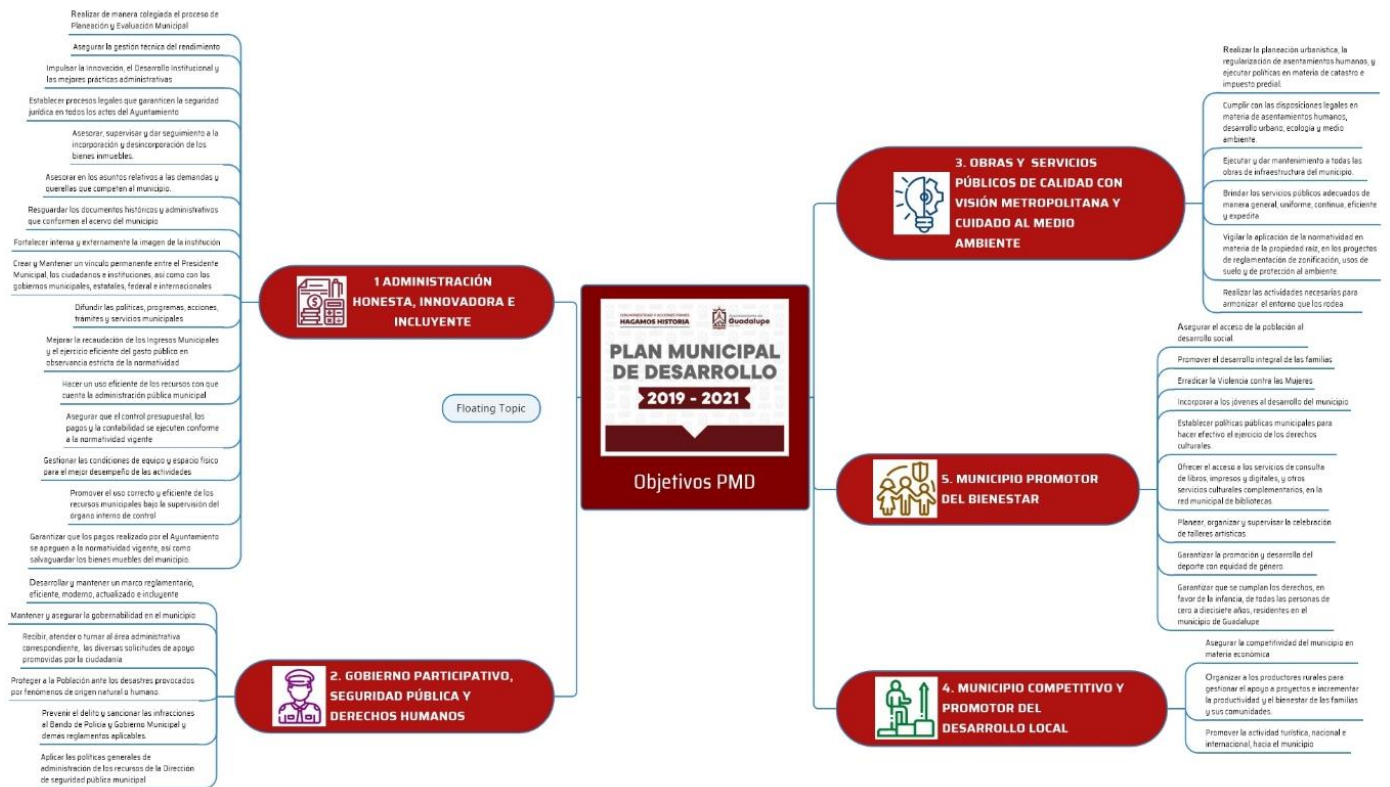 Realizar de manera colegiada el proceso de
Planeación y Evaluación Municipal
Asegurar la gestión técnica del rendimiento
Impulsar la Innovación, el Desarrollo Institucional y
las mejores prácticas administrativas
Establecer procesos legales que garanticen la seguridad
jurídica en todos los actos del Ayuntamiento
Asesorar, supervisar y dar seguimiento a la
incorporación y desincorporación de los
bienes inmuebles.
Asesorar en los asuntos relativos a las demandas y
querellas que competen al municipio.
Resguardar los documentos históricos y administrativos
que conformen el acervo del municipio
Fortalecer interna y externamente la imagen de la institución
Crear y Mantener un vínculo permanente entre el Presidente
Municipal, los ciudadanos e instituciones, así como con los
gobiernos municipales, estatales, federal e internacionales
Difundir las políticas, programas, acciones,
trámites y servicios municipales
Mejorar la recaudación de los Ingresos Municipales
y el ejercicio eficiente del gasto público en
observancia estricta de la normatividad
Hacer un uso eficiente de los recursos con que
cuenta la administración pública municipal
Asegurar que el control presupuestal, los
pagos y la contabilidad se ejecuten conforme
a la normatividad vigente
Gestionar las condiciones de equipo y espacio físico
para el mejor desempeño de las actividades
Promover el uso correcto y eficiente de los
recursos municipales bajo la supervisión del
órgano interno de control
Garantizar que los pagos realizado por el Ayuntamiento
se apeguen a la normatividad vigente, así como
salvaguardar los bienes muebles del municipio.
1 ADMINISTRACIÓN
HONESTA, INNOVADORA E
INCLUYENTE
Desarrollar y mantener un marco reglamentario,
eficiente, moderno, actualizado e incluyente
Mantener y asegurar la gobernabilidad en el municipio
Recibir, atender o turnar al área administrativa
correspondiente, las diversas solicitudes de apoyo
promovidas por la ciudadanía
Proteger a la Población ante los desastres provocados
por fenómenos de origen natural o humano.
Prevenir el delito y sancionar las infracciones
al Bando de Policía y Gobierno Municipal y
demás reglamentos aplicables.
Aplicar las políticas generales de
administración de los recursos de la Dirección
de seguridad pública municipal
2. GOBIERNO PARTICIPATIVO,
SEGURIDAD PÚBLICA Y
DERECHOS HUMANOS
Floating Topic
HAGAMOS HISTORIA
Guadalupe
PLAN MUNICIPAL
DE DESARROLLO
2019 - 2021
Objetivos PMD
3. OBRAS Y SERVICIOS
PÚBLICOS DE CALIDAD CON
VISIÓN METROPOLITANA Y
CUIDADO AL MEDIO
AMBIENTE
Realizar la planeación urbanística, la
regularización de asentamientos humanos, y
ejecutar políticas en materia de catastro e
impuesto predial.
Cumplir con las disposiciones legales en
materia de asentamientos humanos,
desarrollo urbano, ecología y medio
ambiente.
Ejecutar y dar mantenimiento a todas las
obras de infraestructura del municipio.
Brindar los servicios públicos adecuados de
manera general, uniforme, continua, eficiente
y expedita
Vigilar la aplicación de la normatividad en
materia de la propiedad raíz, en los proyectos
de reglamentación de zonificación, usos de
suelo y de protección al ambiente.
Realizar las actividades necesarias para
armonizar el entorno que los rodea
5. MUNICIPIO PROMOTOR
DEL BIENESTAR
Asegurar el acceso de la población al
desarrollo social.
Promover el desarrollo integral de las familias
Erradicar la Violencia contra las Mujeres
Incorporar a los jóvenes al desarrollo del municipio
Establecer políticas públicas municipales para
hacer efectivo el ejercicio de los derechos
culturales.
Ofrecer el acceso a los servicios de consulta
de libros, impresos y digitales, y otros
servicios culturales complementarios, en la
red municipal de bibliotecas.
Planear, organizar y supervisar la celebración
de talleres artísticos.
Garantizar la promoción y desarrollo del
deporte con equidad de género.
Garantizar que se cumplan los derechos, en
favor de la infancia, de todas las personas de
cero a diecisiete años, residentes en el
municipio de Guadalupe
4. MUNICIPIO COMPETITIVO Y
PROMOTOR DEL
DESARROLLO LOCAL
Asegurar la competitividad del municipio en
materia económica
Organizar a los productores rurales para
gestionar el apoyo a proyectos e incrementar
la productividad y el bienestar de las familias
y sus comunidades.
Promover la actividad turística, nacional e
internacional, hacia el municipio